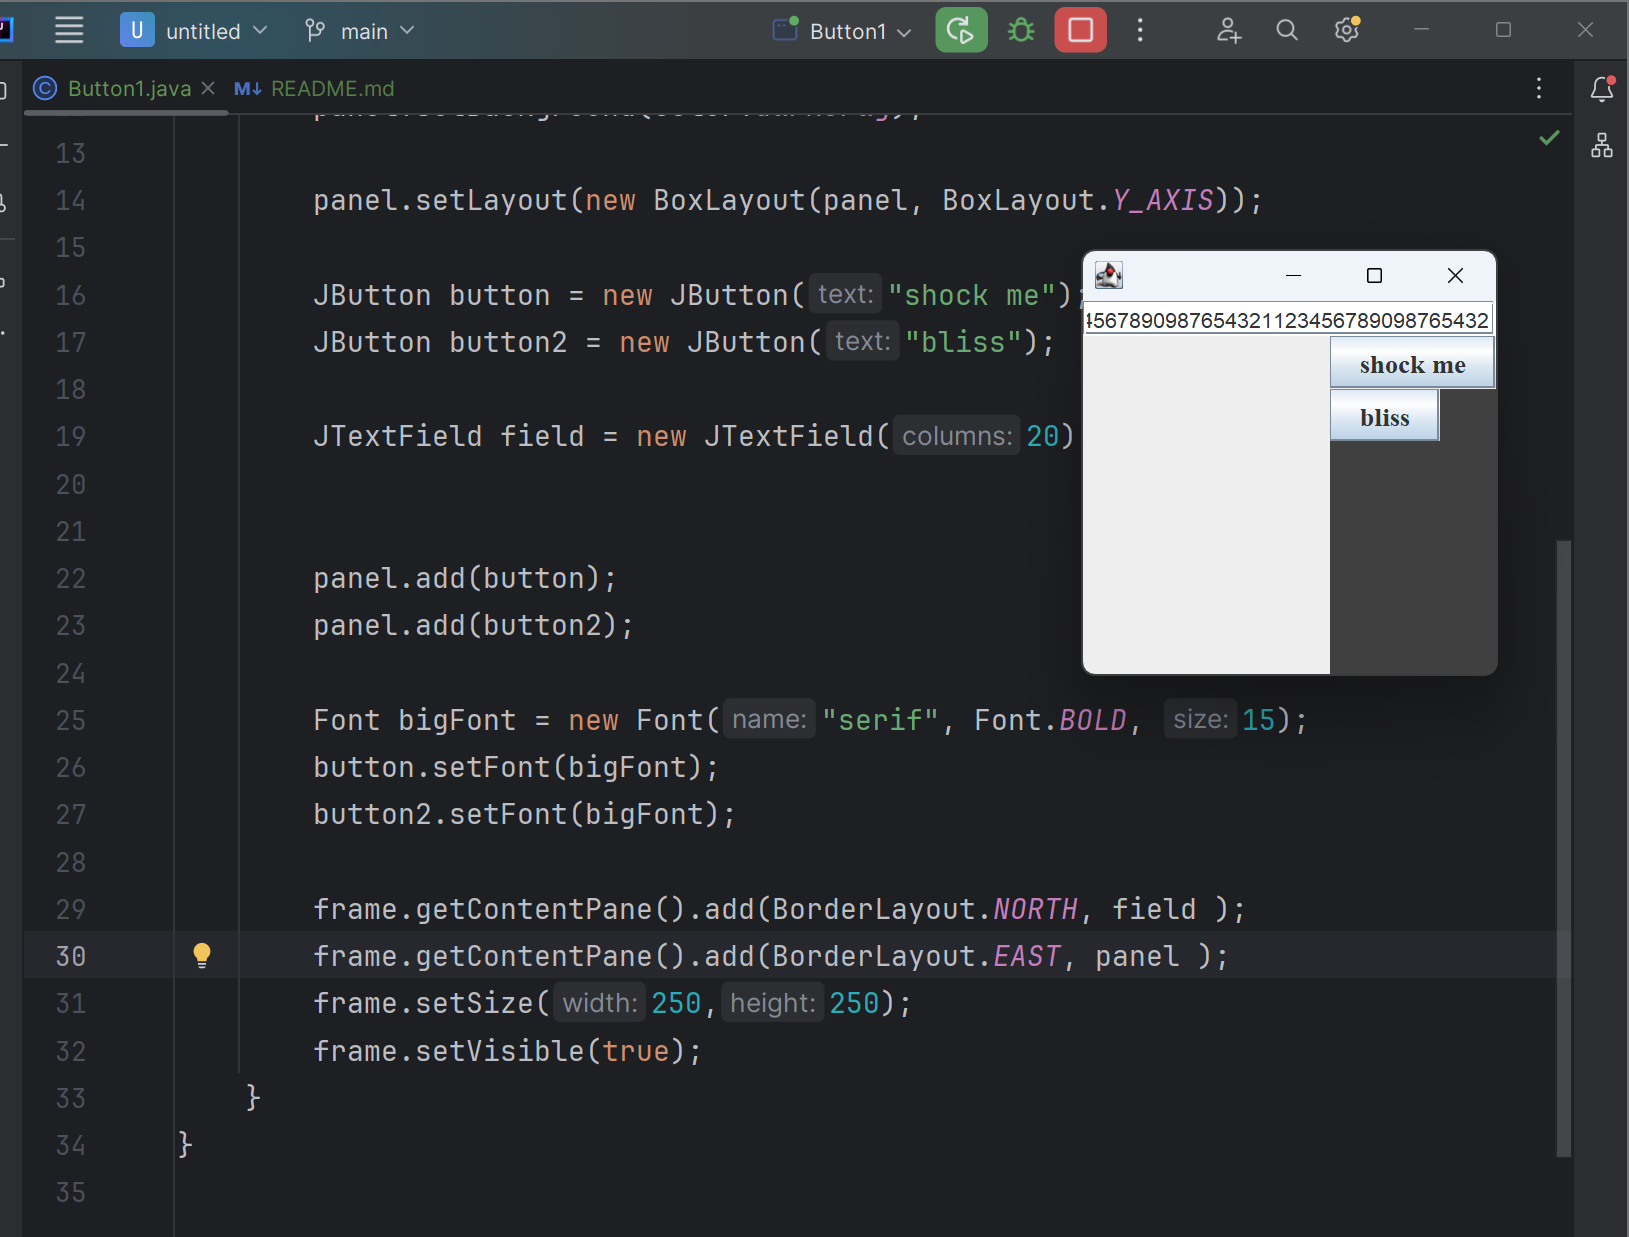 U untitled main Button1
Button1.java M↓ README.md
13
14 panel.setLayout(new BoxLayout(panel, BoxLayout.Y_AXIS));
15
16 JButton button = new JButton( text: "shock me");
17 JButton button2 = new JButton( text: "bliss");
18
19 JTextField field = new JTextField( columns: 20)
20
21
22 panel.add(button);
23 panel.add(button2);
24
25 Font bigFont = new Font( name: "serif", Font.BOLD, size: 15);
26 button.setFont(bigFont);
27 button2.setFont(bigFont);
28
29 frame.getContentPane().add(BorderLayout.NORTH, field );
30 frame.getContentPane().add(BorderLayout.EAST, panel );
31 frame.setSize( width: 250, height: 250);
32 frame.setVisible(true);
33 }
34 }
35
4567890987654321123456789098765432
shock me
bliss